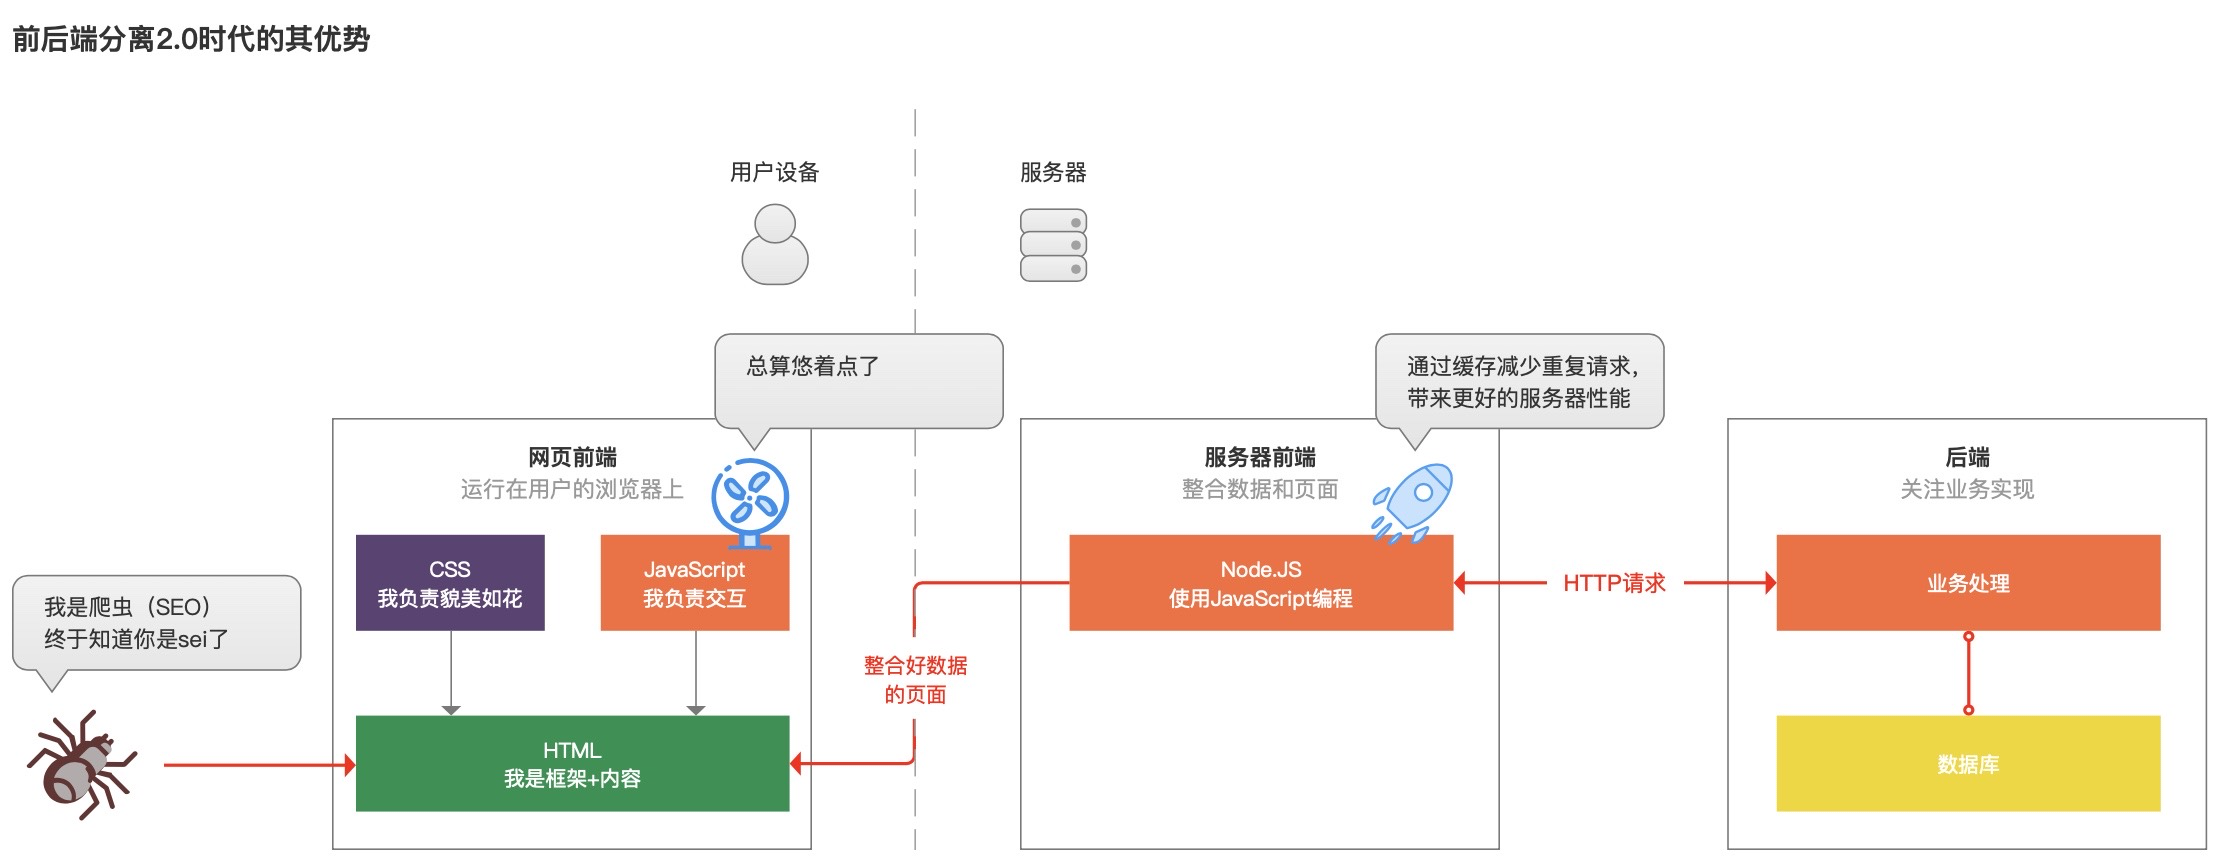 前后端分离2.0时代的其优势
用户设备
服务器
总算悠着点了
通过缓存减少重复请求，
带来更好的服务器性能
网页前端
运行在用户的浏览器上
服务器前端
整合数据和页面
后端
关注业务实现
CSS
我负责貌美如花
JavaScript
我负责交互
Node.JS
使用JavaScript编程
HTTP请求
业务处理
我是爬虫（SEO）
终于知道你是sei了
整合好数据
的页面
HTML
我是框架+内容
数据库